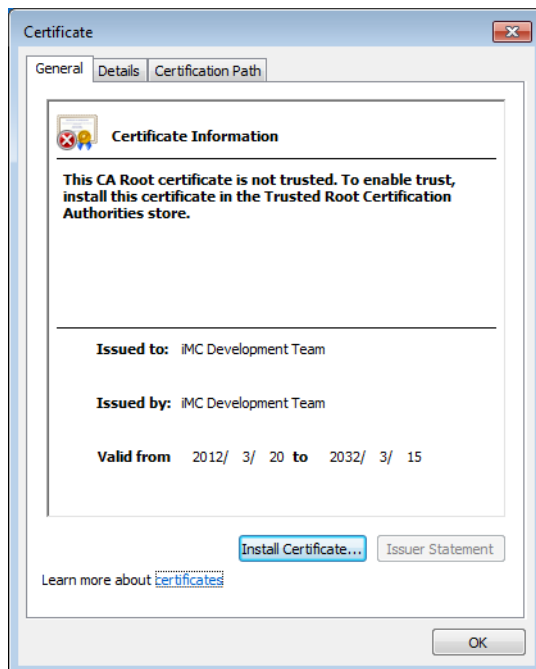 Certificate
General Details Certification Path
Certificate Information
This CA Root certificate is not trusted. To enable trust,
install this certificate in the Trusted Root Certification
Authorities store.
Issued to: iMC Development Team
Issued by: iMC Development Team
Valid from 2012/ 3/ 20 to 2032/ 3/ 15
Install Certificate... Issuer Statement
Learn more about certificates
OK